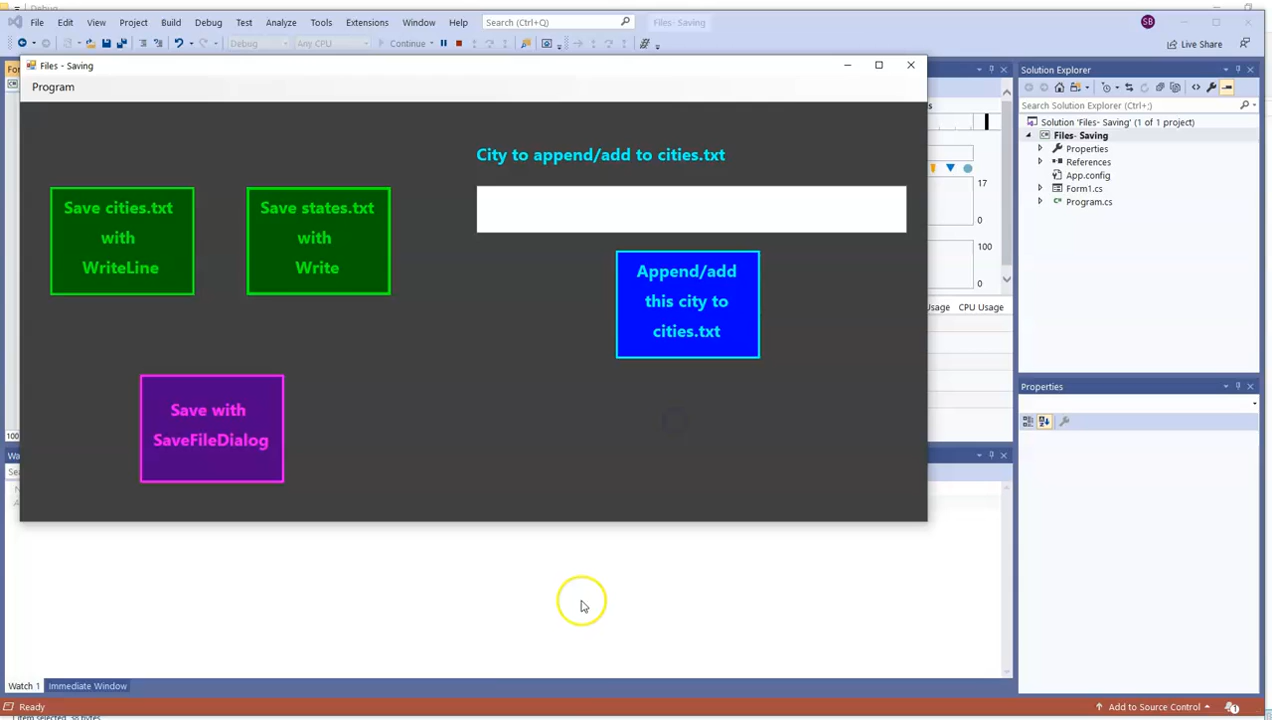 Debug
File Edit View Project Build Debug Test Analyze Tools Extensions Window Help Search (Ctrl+Q) Files- Saving SB
Debug Any CPU Continue Live Share
Files - Saving
Program
City to append/add to cities.txt
Save cities.txt
with
WriteLine
Save states.txt
with
Write
Append/add
this city to
cities.txt
Save with
SaveFileDialog
17
0
100
0
Usage CPU Usage
Solution Explorer
Search Solution Explorer (Ctrl+;)
Solution 'Files- Saving' (1 of 1 project)
Files- Saving
Properties
References
App.config
Form1.cs
Program.cs
Properties
100
Watch 1 Immediate Window
Ready Add to Source Control 1